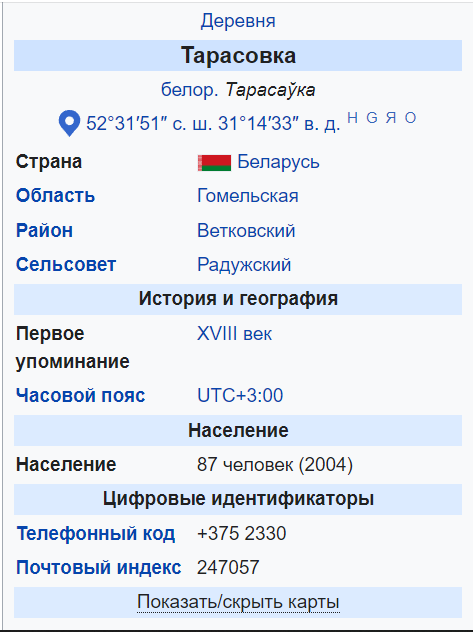 Деревня
Тарасовка
белор. Тарасаўка
52°31′51″ с. ш. 31°14′33″ в. д. H G Я O
Страна Беларусь
Область Гомельская
Район Ветковский
Сельсовет Радужский
История и география
Первое XVIII век
упоминание
Часовой пояс UTC+3:00
Население
Население 87 человек (2004)
Цифровые идентификаторы
Телефонный код +375 2330
Почтовый индекс 247057
Показать/скрыть карты